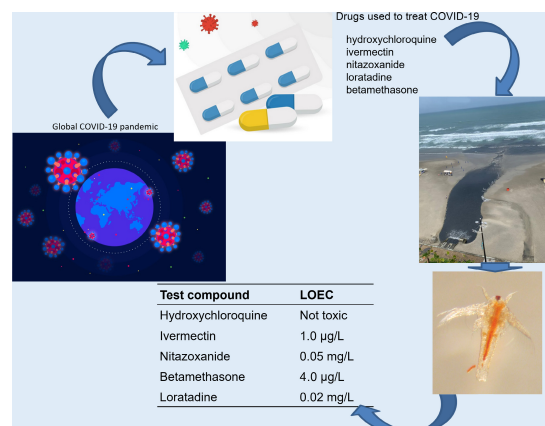 Drugs used to treat COVID-19
hydroxychloroquine
ivermectin
nitazoxanide
loratadine
betamethasone
Global COVID-19 pandemic
Test compound LOEC
Hydroxychloroquine Not toxic
Ivermectin 1.0 µg/L
Nitazoxanide 0.05 mg/L
Betamethasone 4.0 µg/L
Loratadine 0.02 mg/L